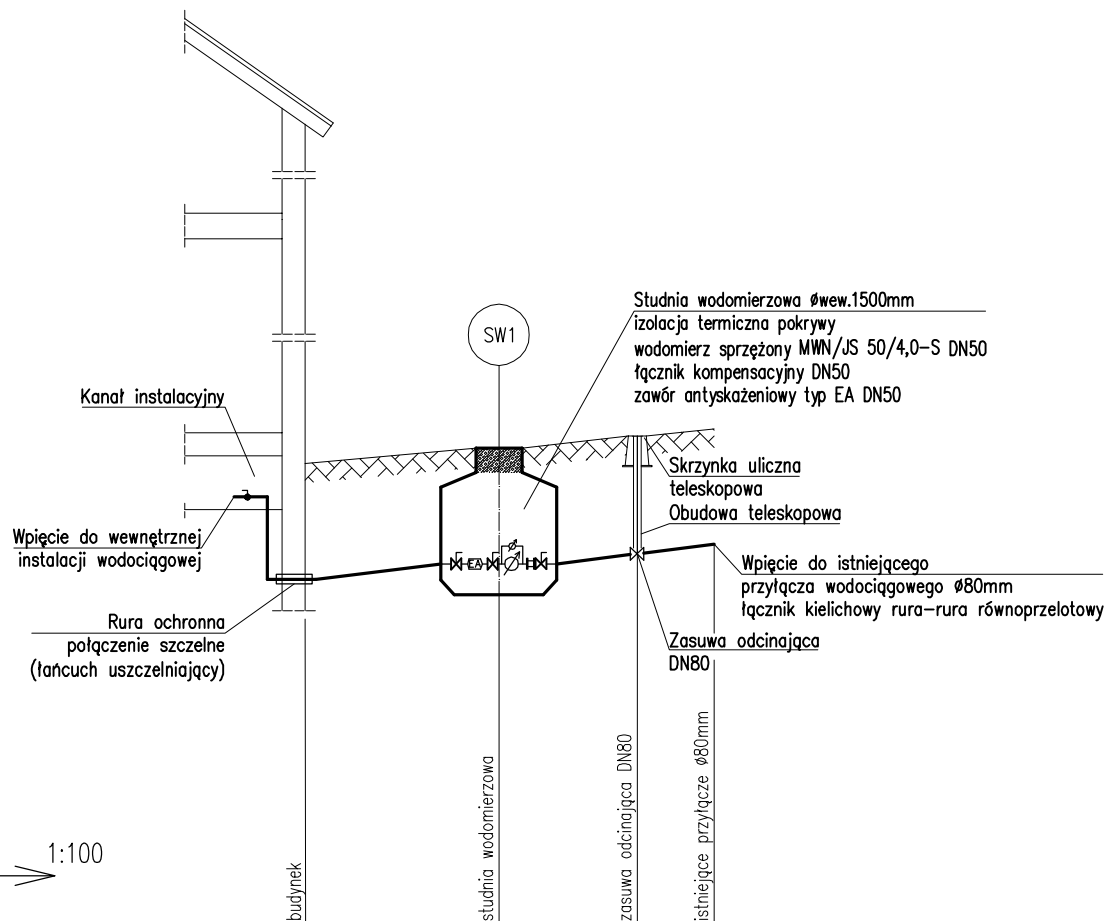 SW1
Studnia wodomierzowa øwew.1500mm
izolacja termiczna pokrywy
wodomierz sprzężony MWN/JS 50/4,0-S DN50
łącznik kompensacyjny DN50
zawór antyskażeniowy typ EA DN50
Kanał instalacyjny
Skrzynka uliczna
teleskopowa
Obudowa teleskopowa
Wpięcie do wewnętrznej
instalacji wodociągowej
EA
Wpięcie do istniejącego
przyłącza wodociągowego Ø80mm
łącznik kielichowy rura-rura równoprzelotowy
Rura ochronna
połączenie szczelne
(łańcuch uszczelniający)
Zasuwa odcinająca
DN80
1:100
budynek
studnia wodomierzowa
zasuwa odcinająca DN80
istniejące przyłącze Ø80mm